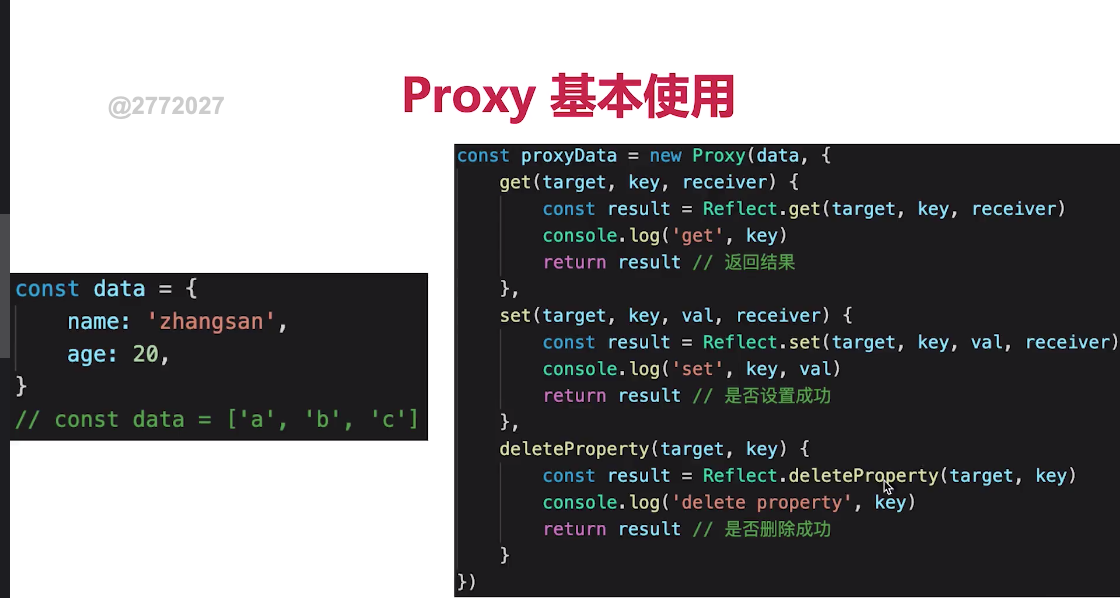 @2772027
Proxy 基本使用
const data = {
    name: 'zhangsan',
    age: 20,
}
// const data = ['a', 'b', 'c']
const proxyData = new Proxy(data, {
    get(target, key, receiver) {
        const result = Reflect.get(target, key, receiver)
        console.log('get', key)
        return result // 返回结果
    },
    set(target, key, val, receiver) {
        const result = Reflect.set(target, key, val, receiver)
        console.log('set', key, val)
        return result // 是否设置成功
    },
    deleteProperty(target, key) {
        const result = Reflect.deleteProperty(target, key)
        console.log('delete property', key)
        return result // 是否删除成功
    }
})